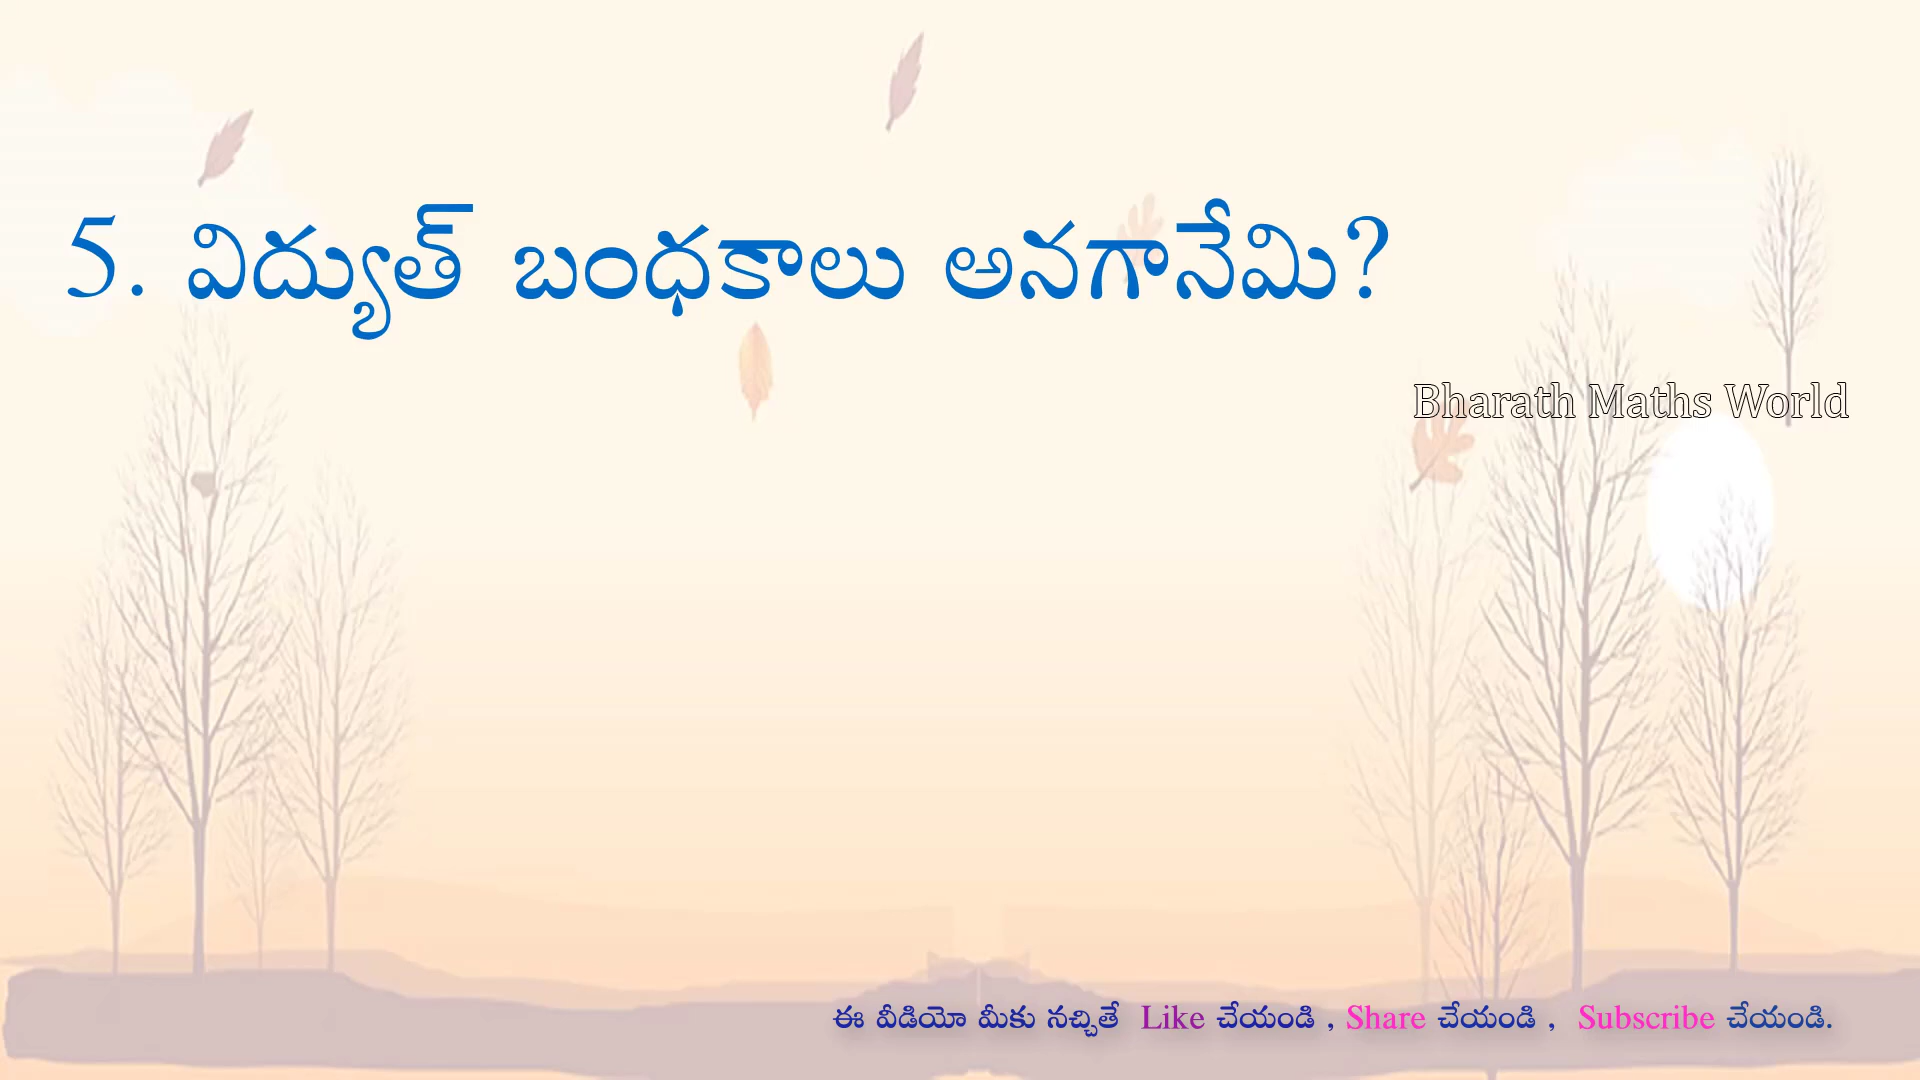 5. విద్యుత్ బంధకాలు అనగానేమి?
Bharath Maths World
ఈ వీడియో మీకు నచ్చితే Like చేయండి , Share చేయండి , Subscribe చేయండి.